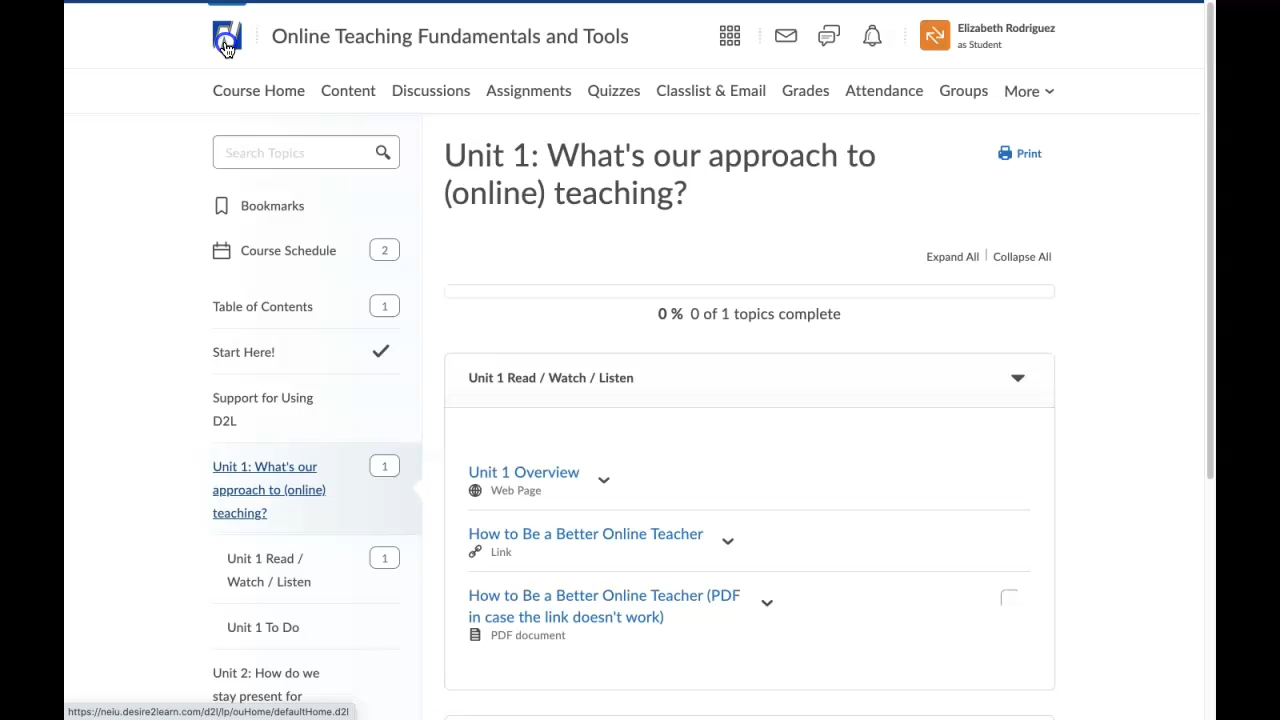 Online Teaching Fundamentals and Tools
Elizabeth Rodriguez
as Student
Course Home
Content
Discussions
Assignments
Quizzes
Classlist & Email
Grades
Attendance
Groups
More
Search Topics
Bookmarks
Course Schedule
2
Table of Contents
1
Start Here!
Support for Using
D2L
Unit 1: What's our
approach to (online)
teaching?
1
Unit 1 Read /
Watch / Listen
1
Unit 1 To Do
Unit 2: How do we
stay present for
Unit 1: What's our approach to
(online) teaching?
Print
Expand All
Collapse All
0 % 0 of 1 topics complete
Unit 1 Read / Watch / Listen
Unit 1 Overview
Web Page
How to Be a Better Online Teacher
Link
How to Be a Better Online Teacher (PDF
in case the link doesn't work)
PDF document
https://neiu.desire2learn.com/d2l/lp/ouHome/defaultHome.d2l